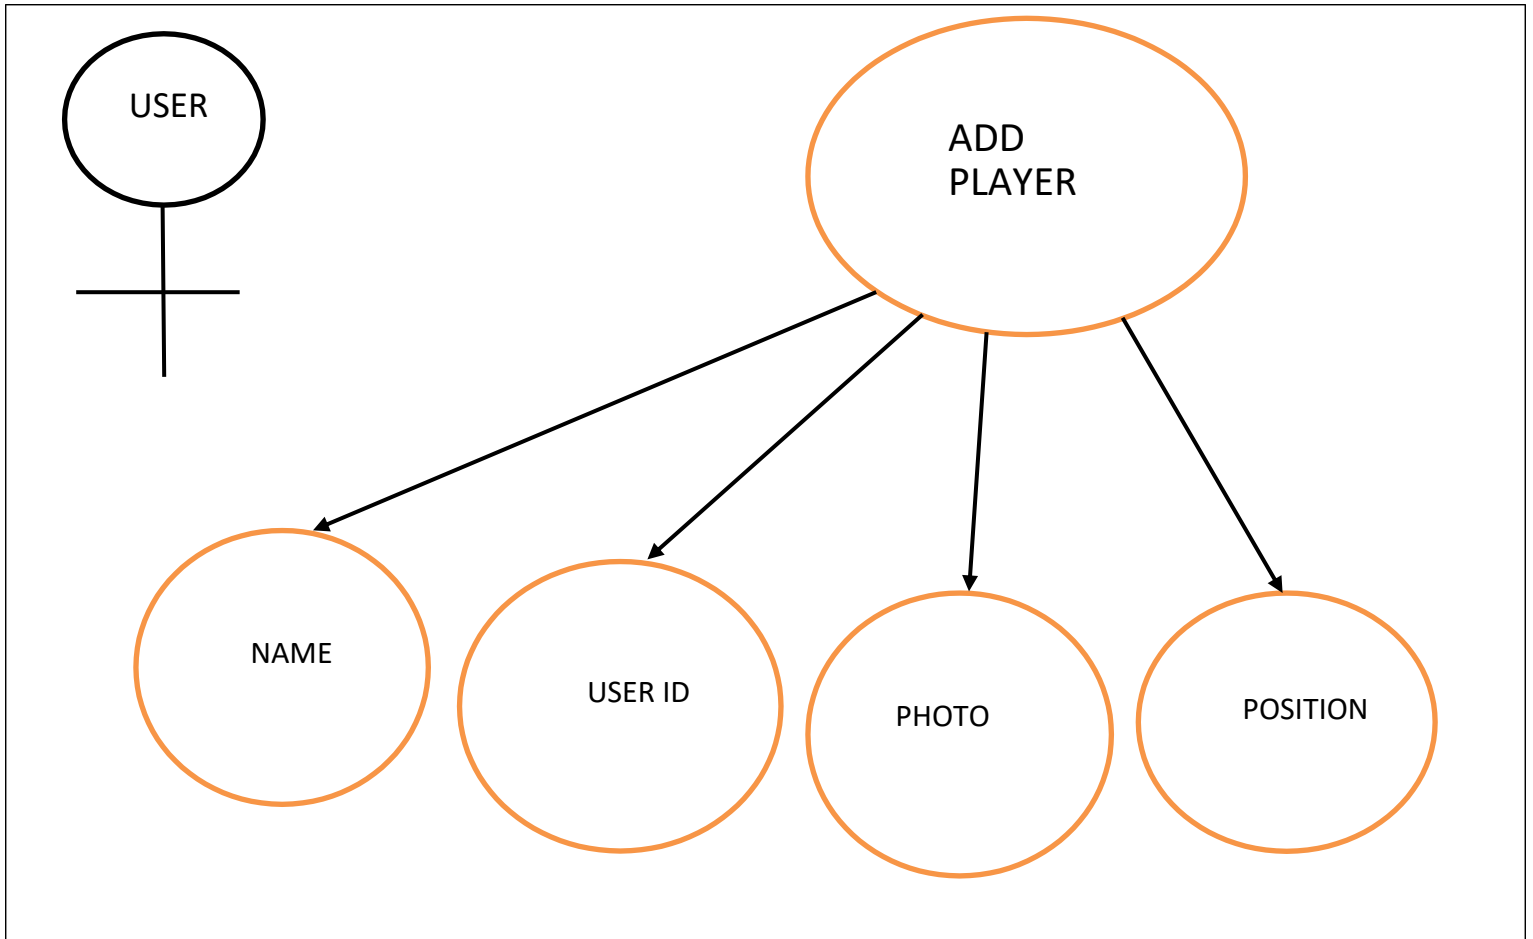 USER
ADD
PLAYER
NAME
USER ID
PHOTO
POSITION